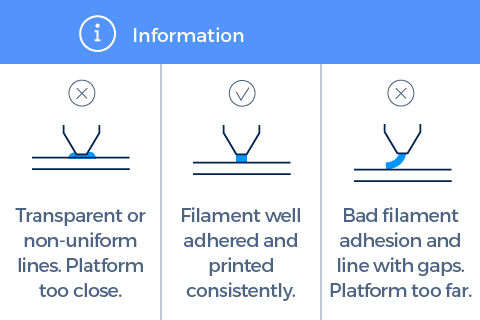 Information
Transparent or
non-uniform
lines. Platform
too close.
Filament well
adhered and
printed
consistently.
Bad filament
adhesion and
line with gaps.
Platform too far.